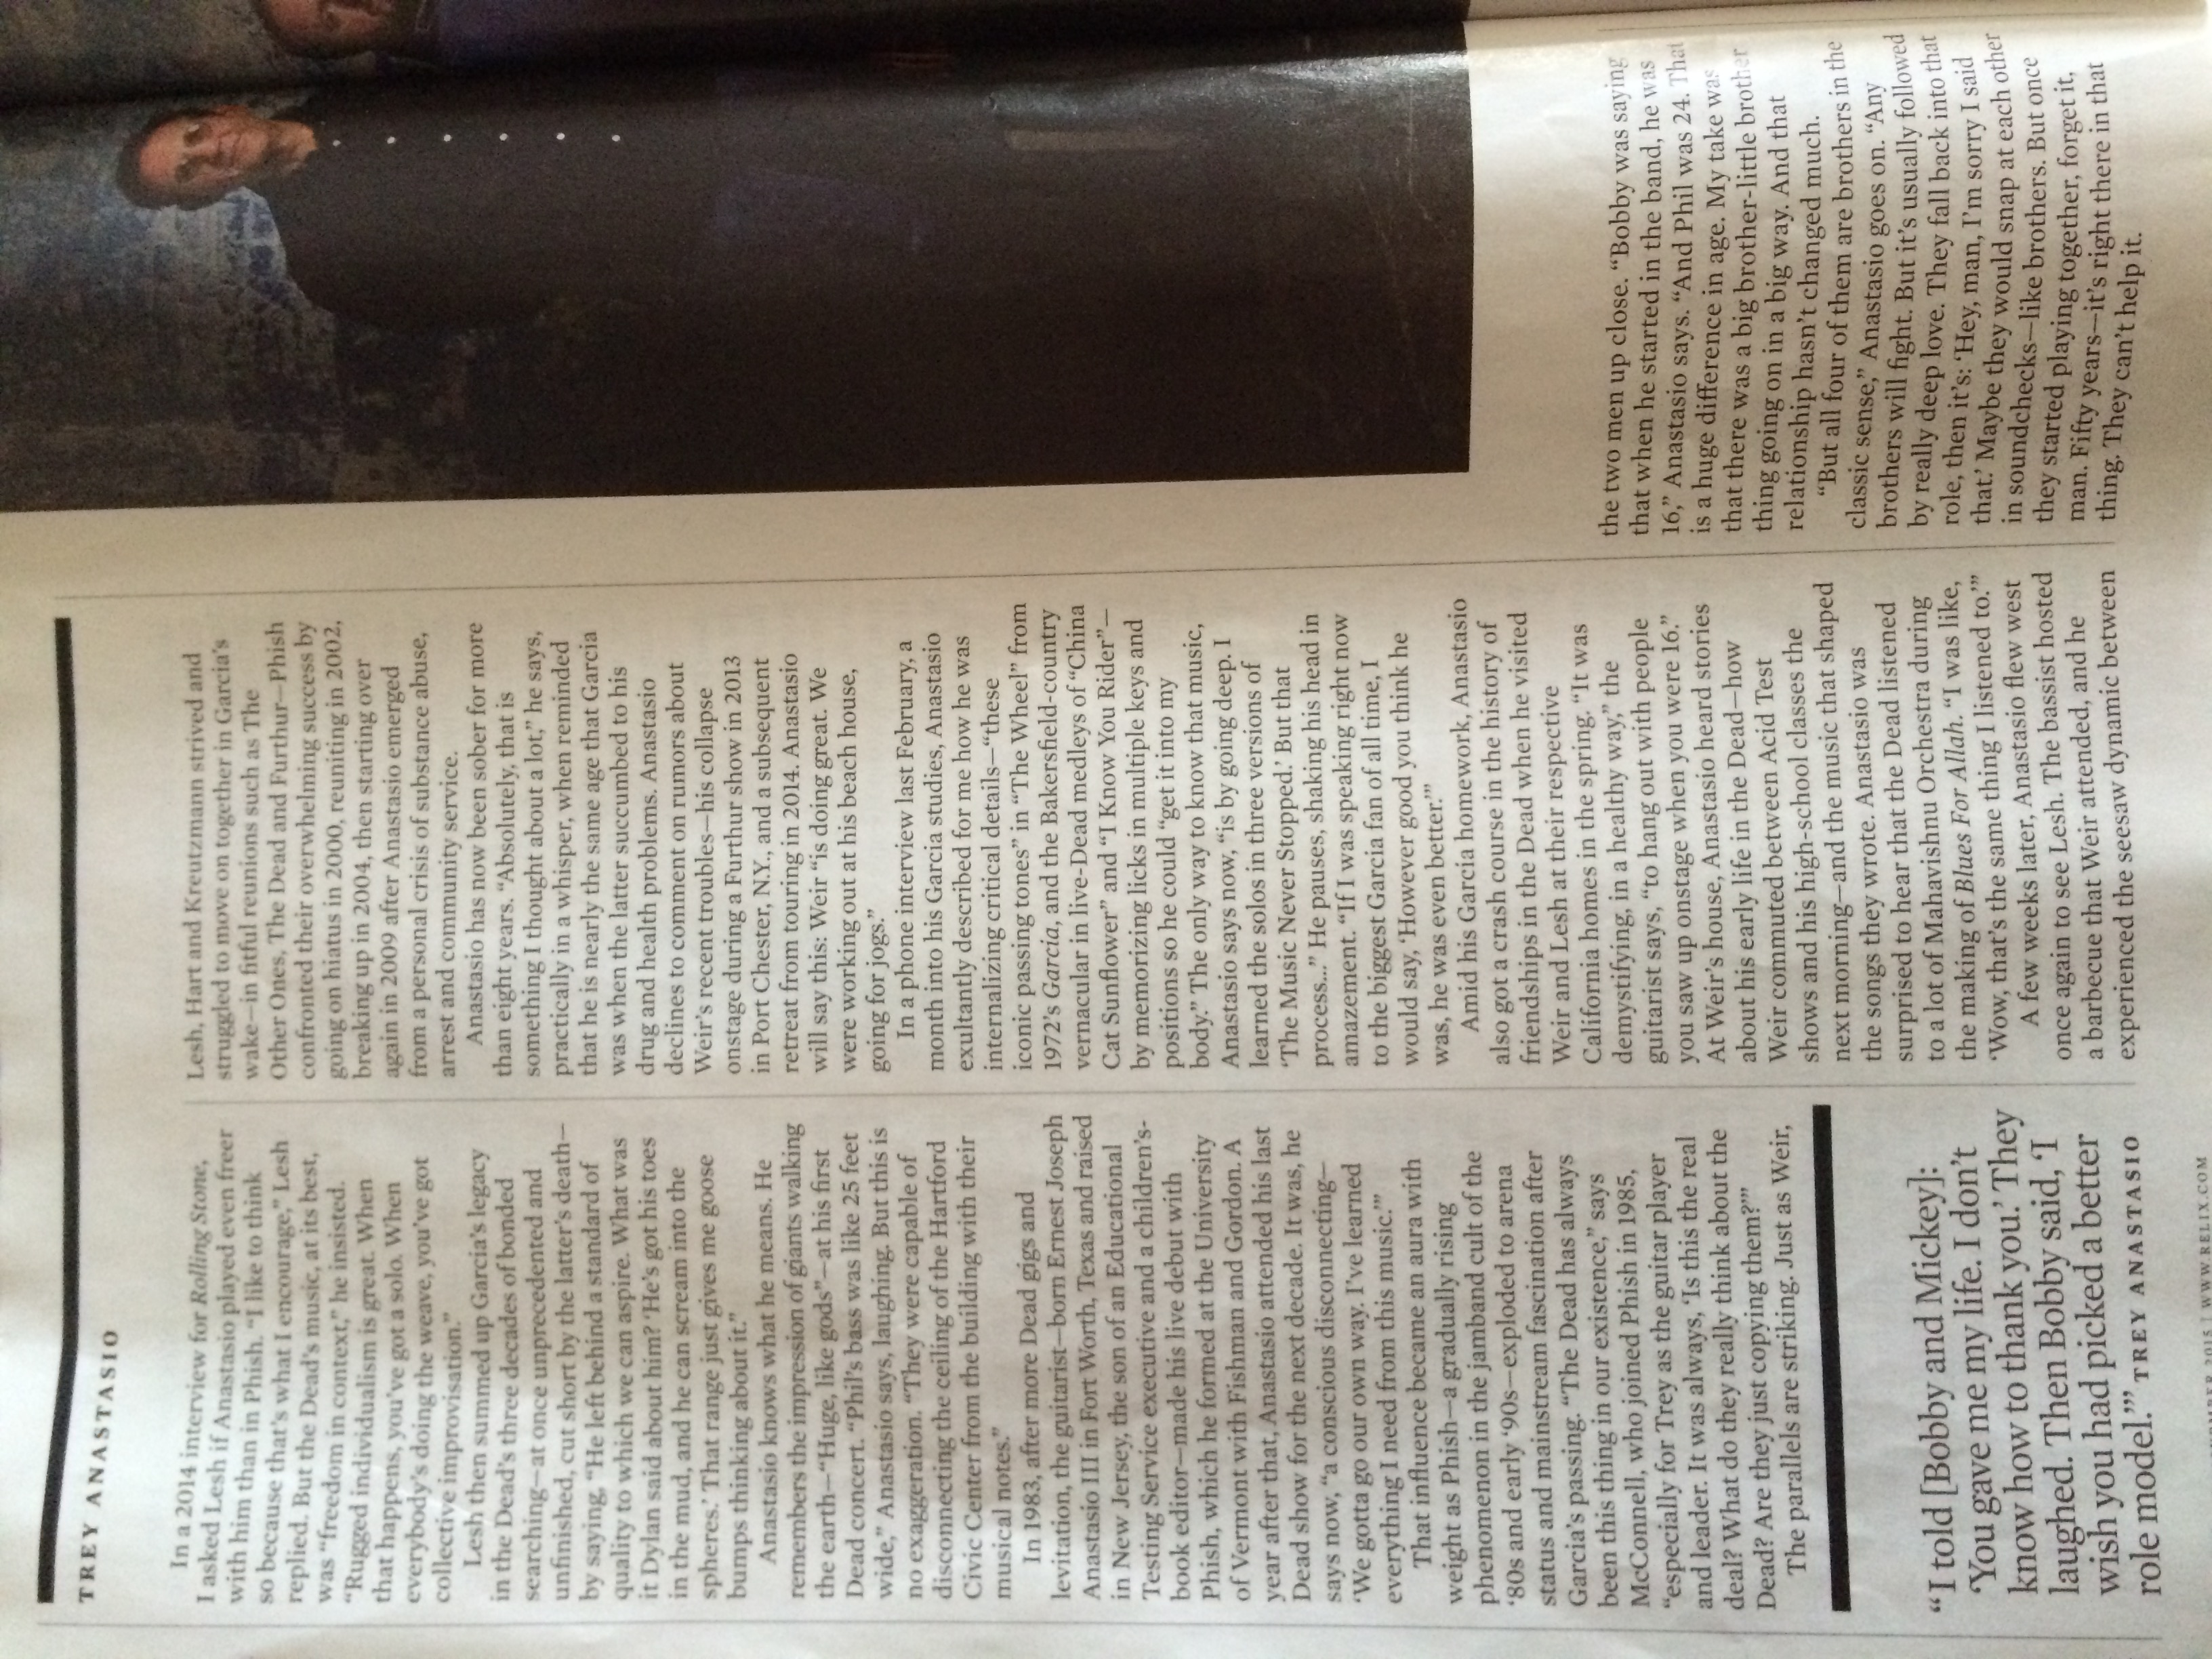 TREY ANASTASIO
In a 2014 interview for Rolling Stone,
I asked Lesh if Anastasio played even freer
with him than in Phish. “I like to think
so because that’s what I encourage,” Lesh
replied. But the Dead’s music, at its best,
was “freedom in context,” he insisted.
“Rugged individualism is great. When
that happens, you’ve got a solo. When
everybody’s doing the weave, you’ve got
collective improvisation.”
Lesh then summed up Garcia’s legacy
in the Dead’s three decades of bonded
searching—at once unprecedented and
unfinished, cut short by the latter’s death—
by saying, “He left behind a standard of
quality to which we can aspire. What was
it Dylan said about him? ‘He’s got his toes
in the mud, and he can scream into the
spheres.’ That range just gives me goose
bumps thinking about it.”
Anastasio knows what he means. He
remembers the impression of giants walking
the earth—“Huge, like gods”—at his first
Dead concert. “Phil’s bass was like 25 feet
wide,” Anastasio says, laughing. But this is
no exaggeration. “They were capable of
disconnecting the ceiling of the Hartford
Civic Center from the building with their
musical notes.”
In 1983, after more Dead gigs and
levitation, the guitarist—born Ernest Joseph
Anastasio III in Fort Worth, Texas and raised
in New Jersey, the son of an Educational
Testing Service executive and a children’s-
book editor—made his live debut with
Phish, which he formed at the University
of Vermont with Fishman and Gordon. A
year after that, Anastasio attended his last
Dead show for the next decade. It was, he
says now, “a conscious disconnecting—
‘We gotta go our own way. I’ve learned
everything I need from this music.’”
That influence became an aura with
weight as Phish—a gradually rising
phenomenon in the jamband cult of the
‘80s and early ‘90s—exploded to arena
status and mainstream fascination after
Garcia’s passing. “The Dead has always
been this thing in our existence,” says
McConnell, who joined Phish in 1985,
“especially for Trey as the guitar player
and leader. It was always, ‘Is this the real
deal? What do they really think about the
Dead? Are they just copying them?’”
The parallels are striking. Just as Weir,
“I told [Bobby and Mickey]:
‘You gave me my life. I don’t
know how to thank you.’ They
laughed. Then Bobby said, ‘I
wish you had picked a better
role model.’” TREY ANASTASIO
Lesh, Hart and Kreutzmann strived and
struggled to move on together in Garcia’s
wake—in fitful reunions such as The
Other Ones, The Dead and Furthur—Phish
confronted their overwhelming success by
going on hiatus in 2000, reuniting in 2002,
breaking up in 2004, then starting over
again in 2009 after Anastasio emerged
from a personal crisis of substance abuse,
arrest and community service.
Anastasio has now been sober for more
than eight years. “Absolutely, that is
something I thought about a lot,” he says,
practically in a whisper, when reminded
that he is nearly the same age that Garcia
was when the latter succumbed to his
drug and health problems. Anastasio
declines to comment on rumors about
Weir’s recent troubles—his collapse
onstage during a Furthur show in 2013
in Port Chester, N.Y., and a subsequent
retreat from touring in 2014. Anastasio
will say this: Weir “is doing great. We
were working out at his beach house,
going for jogs.”
In a phone interview last February, a
month into his Garcia studies, Anastasio
exultantly described for me how he was
internalizing critical details—“these
iconic passing tones” in “The Wheel” from
1972’s Garcia, and the Bakersfield-country
vernacular in live-Dead medleys of “China
Cat Sunflower” and “I Know You Rider”—
by memorizing licks in multiple keys and
positions so he could “get it into my
body.” The only way to know that music,
Anastasio says now, “is by going deep. I
learned the solos in three versions of
‘The Music Never Stopped.’ But that
process...” He pauses, shaking his head in
amazement. “If I was speaking right now
to the biggest Garcia fan of all time, I
would say, ‘However good you think he
was, he was even better.’”
Amid his Garcia homework, Anastasio
also got a crash course in the history of
friendships in the Dead when he visited
Weir and Lesh at their respective
California homes in the spring. “It was
demystifying, in a healthy way,” the
guitarist says, “to hang out with people
you saw up onstage when you were 16.”
At Weir’s house, Anastasio heard stories
about his early life in the Dead—how
Weir commuted between Acid Test
shows and his high-school classes the
next morning—and the music that shaped
the songs they wrote. Anastasio was
surprised to hear that the Dead listened
to a lot of Mahavishnu Orchestra during
the making of Blues For Allah. “I was like,
‘Wow, that’s the same thing I listened to.’”
A few weeks later, Anastasio flew west
once again to see Lesh. The bassist hosted
a barbecue that Weir attended, and he
experienced the seesaw dynamic between
the two men up close. “Bobby was saying
that when he started in the band, he was
16,” Anastasio says. “And Phil was 24. That
is a huge difference in age. My take was
that there was a big brother-little brother
thing going on in a big way. And that
relationship hasn’t changed much.
“But all four of them are brothers in the
classic sense,” Anastasio goes on. “Any
brothers will fight. But it’s usually followed
by really deep love. They fall back into that
role, then it’s: ‘Hey, man, I’m sorry I said
that.’ Maybe they would snap at each other
in soundchecks—like brothers. But once
they started playing together, forget it,
man. Fifty years—it’s right there in that
thing. They can’t help it.
2015 | WWW.RELIX.COM